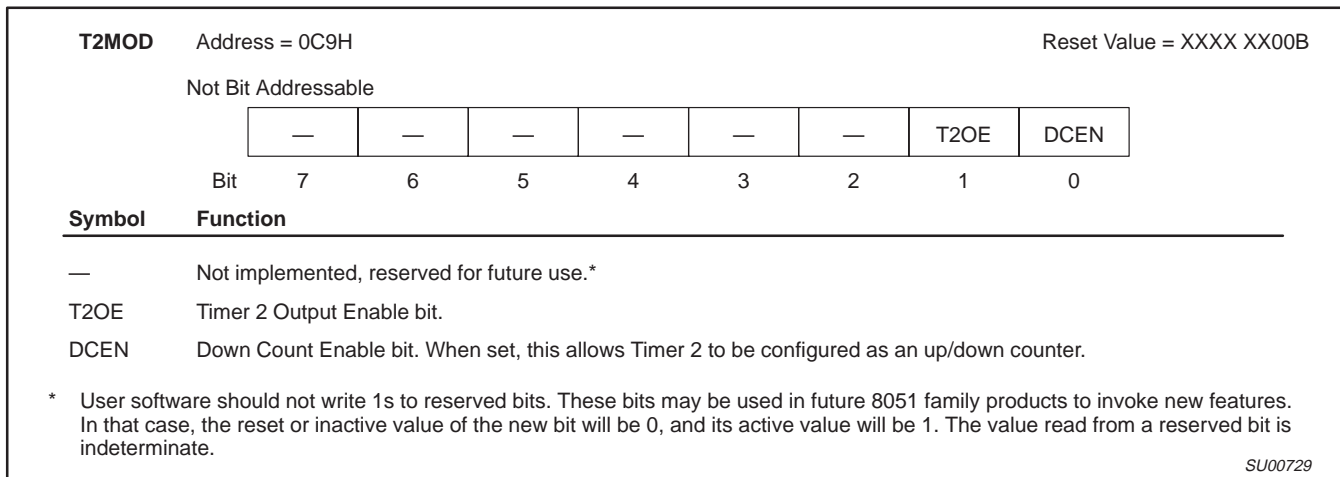 T2MOD Address = 0C9H Reset Value = XXXX XX00B
Not Bit Addressable
— — — — — — T2OE DCEN
Bit 7 6 5 4 3 2 1 0
Symbol Function
— Not implemented, reserved for future use.*
T2OE Timer 2 Output Enable bit.
DCEN Down Count Enable bit. When set, this allows Timer 2 to be configured as an up/down counter.
* User software should not write 1s to reserved bits. These bits may be used in future 8051 family products to invoke new features.
In that case, the reset or inactive value of the new bit will be 0, and its active value will be 1. The value read from a reserved bit is
indeterminate.
SU00729